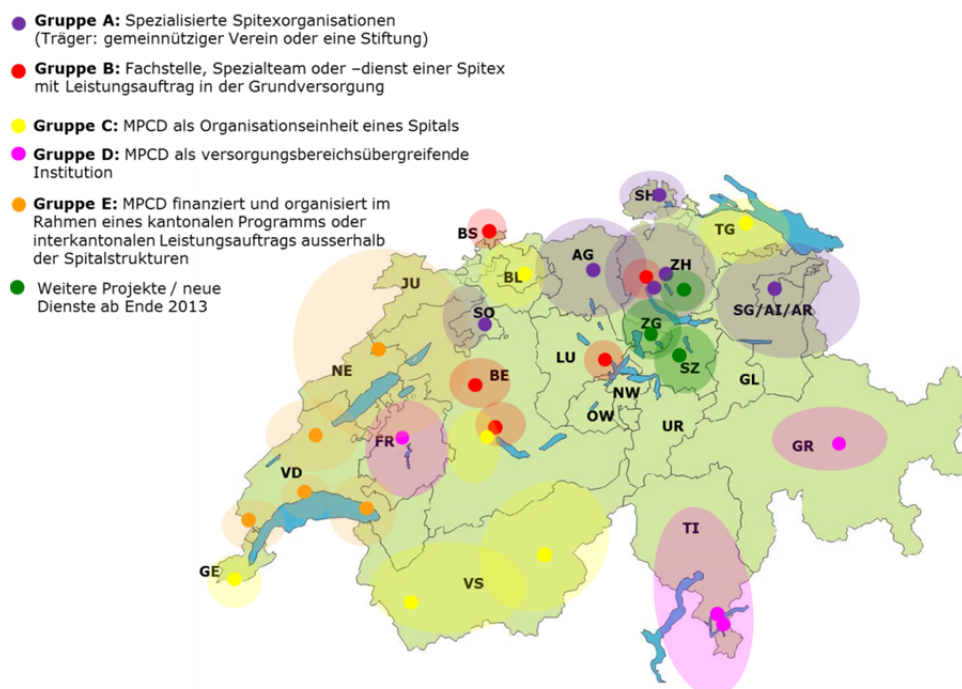 Gruppe A: Spezialisierte Spitexorganisationen
(Träger: gemeinnütziger Verein oder eine Stiftung)
Gruppe B: Fachstelle, Spezialteam oder –dienst einer Spitex
mit Leistungsauftrag in der Grundversorgung
Gruppe C: MPCD als Organisationseinheit eines Spitals
Gruppe D: MPCD als versorgungsbereichsübergreifende
Institution
Gruppe E: MPCD finanziert und organisiert im
Rahmen eines kantonalen Programms oder
interkantonalen Leistungsauftrags ausserhalb
der Spitalstrukturen
Weitere Projekte / neue
Dienste ab Ende 2013
SH
BS
TG
AG
ZH
BL
JU
SG/AI/AR
SO
ZG
LU
SZ
NE
BE
GL
NW
OW
UR
FR
GR
VD
TI
GE
VS